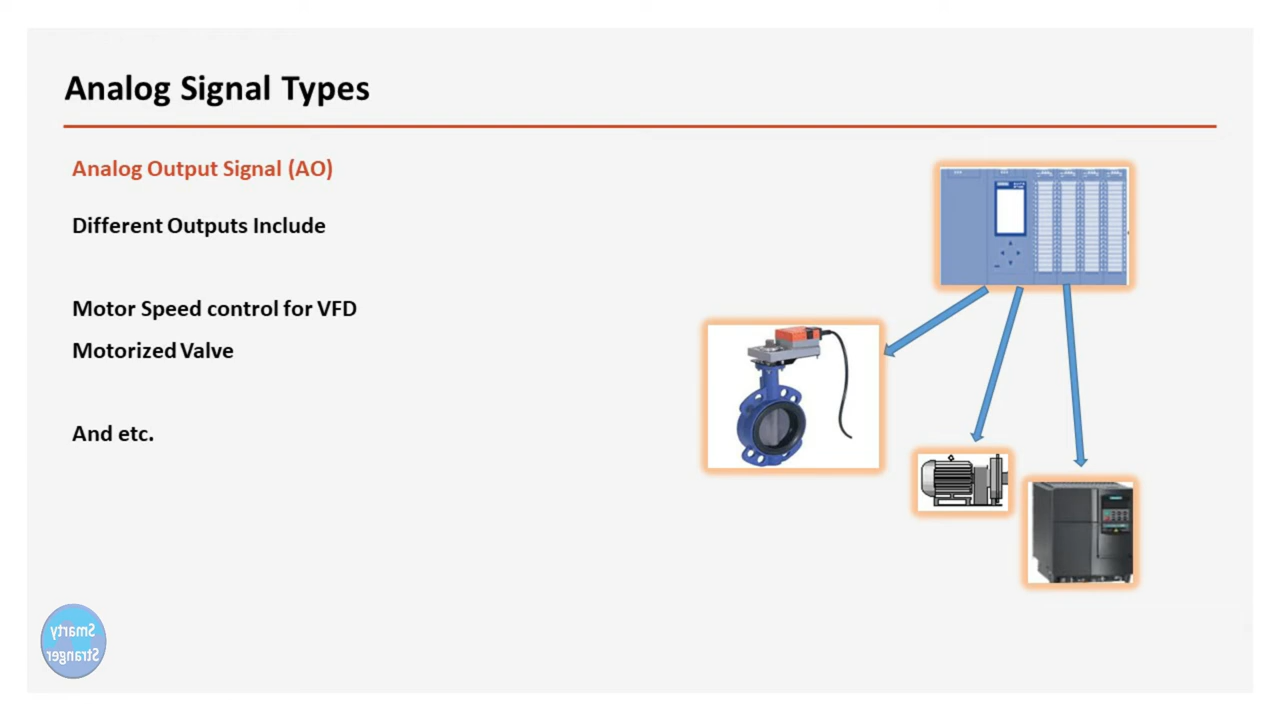 Analog Signal Types
Analog Output Signal (AO)
Different Outputs Include
Motor Speed control for VFD
Motorized Valve
And etc.
Smarty
Stranger